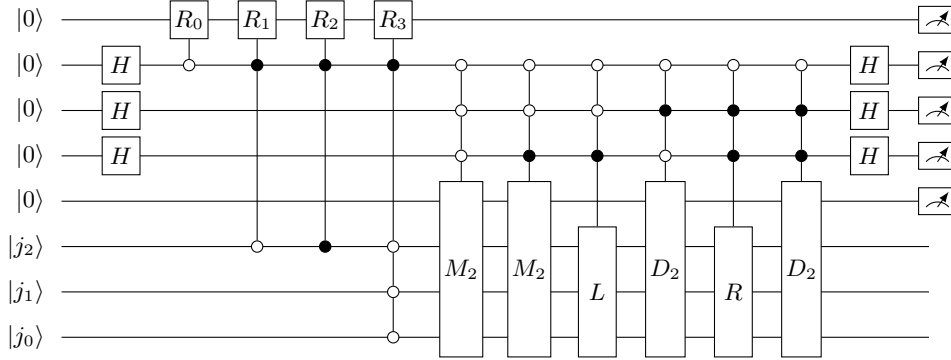 |0⟩ R₀ R₁ R₂ R₃
|0⟩ H H
|0⟩ H H
|0⟩ H H
|0⟩
|j₂⟩
M₂ M₂ D₂ D₂
|j₁⟩ L R
|j₀⟩